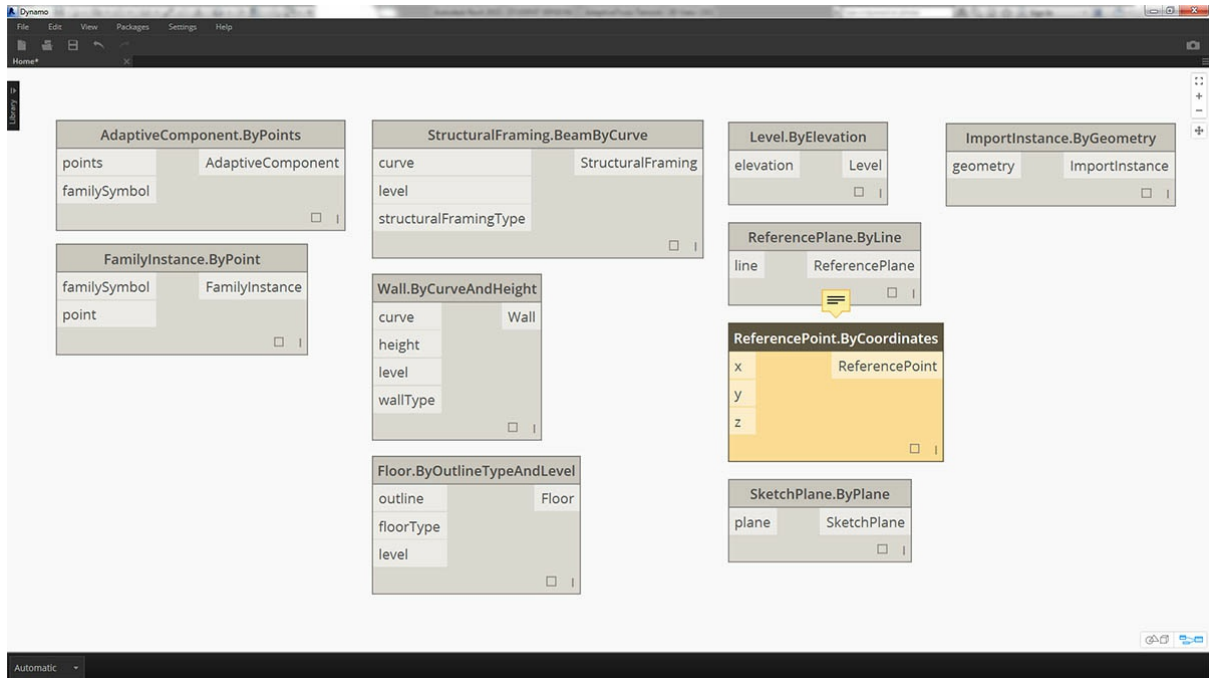 Dynamo
File Edit View Packages Settings Help
Home*
Library
AdaptiveComponent.ByPoints
points AdaptiveComponent
familySymbol
FamilyInstance.ByPoint
familySymbol FamilyInstance
point
StructuralFraming.BeamByCurve
curve StructuralFraming
level
structuralFramingType
Wall.ByCurveAndHeight
curve Wall
height
level
wallType
Floor.ByOutlineTypeAndLevel
outline Floor
floorType
level
Level.ByElevation
elevation Level
ReferencePlane.ByLine
line ReferencePlane
ReferencePoint.ByCoordinates
x ReferencePoint
y
z
SketchPlane.ByPlane
plane SketchPlane
ImportInstance.ByGeometry
geometry ImportInstance
Automatic